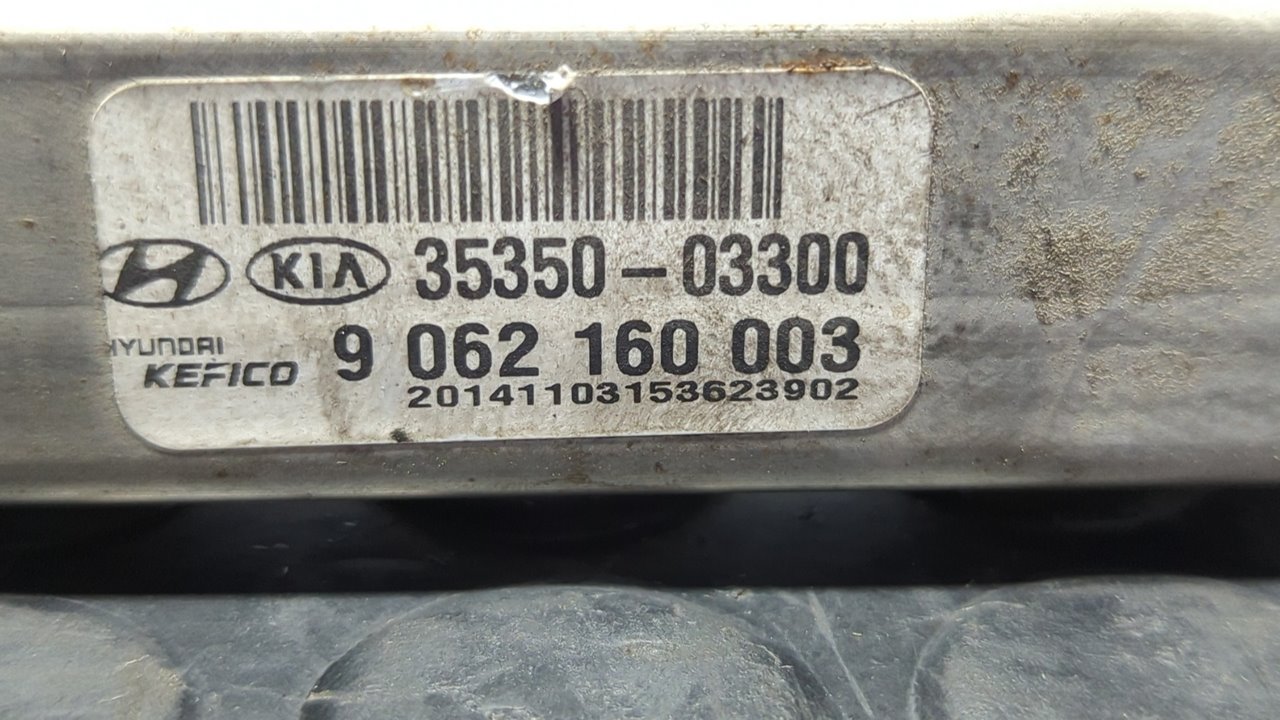 KIA 35350-03300
HYUNDAI
KEFICO 9 062 160 003
20141103153623902